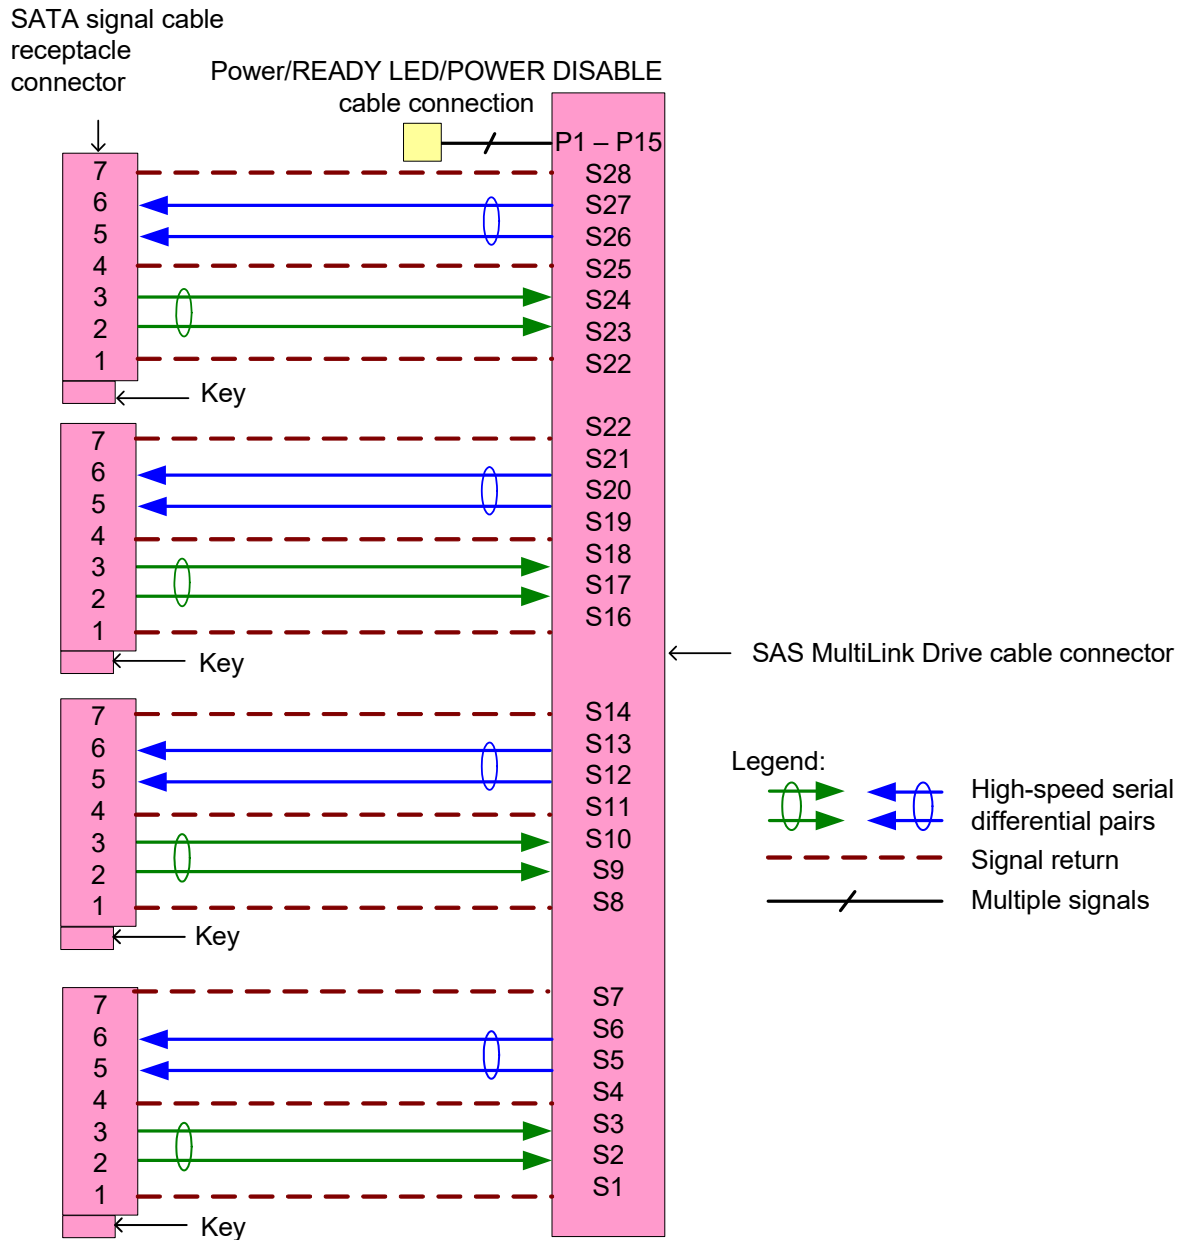 SATA signal cable
receptacle
connector
Power/READY LED/POWER DISABLE
cable connection
P1 – P15
7 S28
6 S27
5 S26
4 S25
3 S24
2 S23
1 S22
Key
7 S22
6 S21
5 S20
4 S19
3 S18
2 S17
1 S16
Key
SAS MultiLink Drive cable connector
7 S14
6 S13
5 S12
4 S11
3 S10
2 S9
1 S8
Key
Legend:
High-speed serial
differential pairs
Signal return
Multiple signals
7 S7
6 S6
5 S5
4 S4
3 S3
2 S2
1 S1
Key